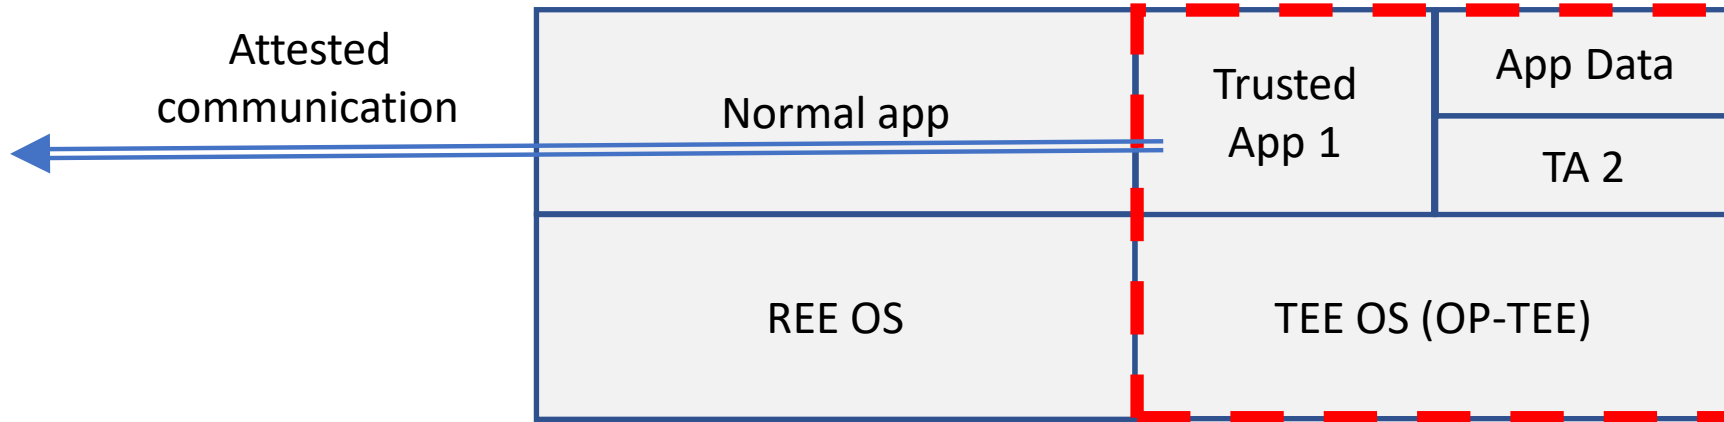 Attested
communication
Normal app
Trusted
App 1
App Data
TA 2
REE OS
TEE OS (OP-TEE)